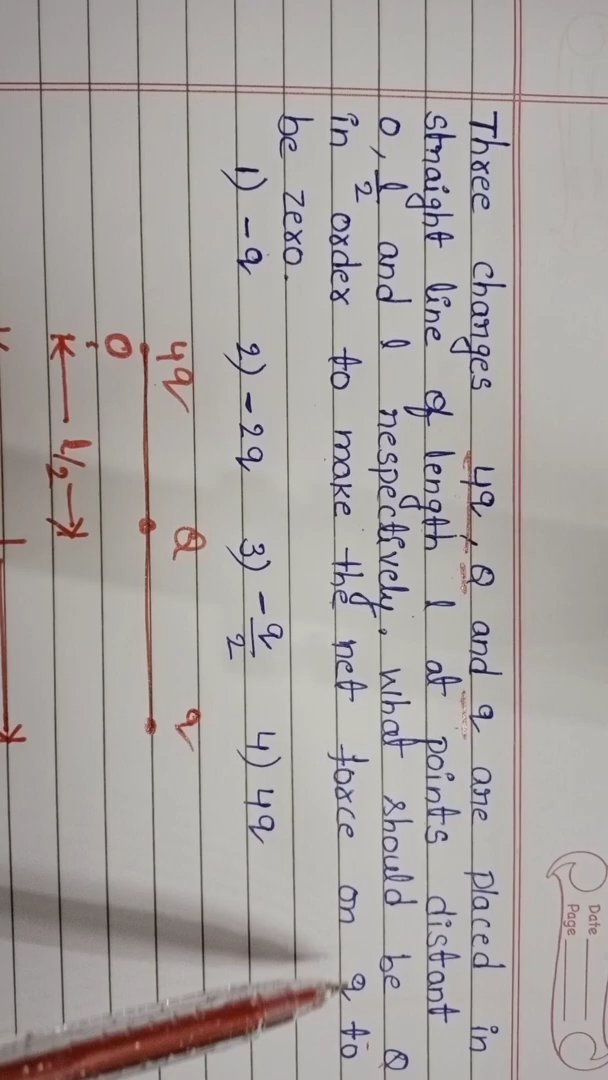 Date
Page
Three charges 4q, Q and q are placed in
straight line of length l at points distant
0, l/2 and l respectively, what should be Q
in order to make the net force on q to
be zero.
1) -q 2) -2q 3) -q/2 4) 4q
4q Q q
0
l/2